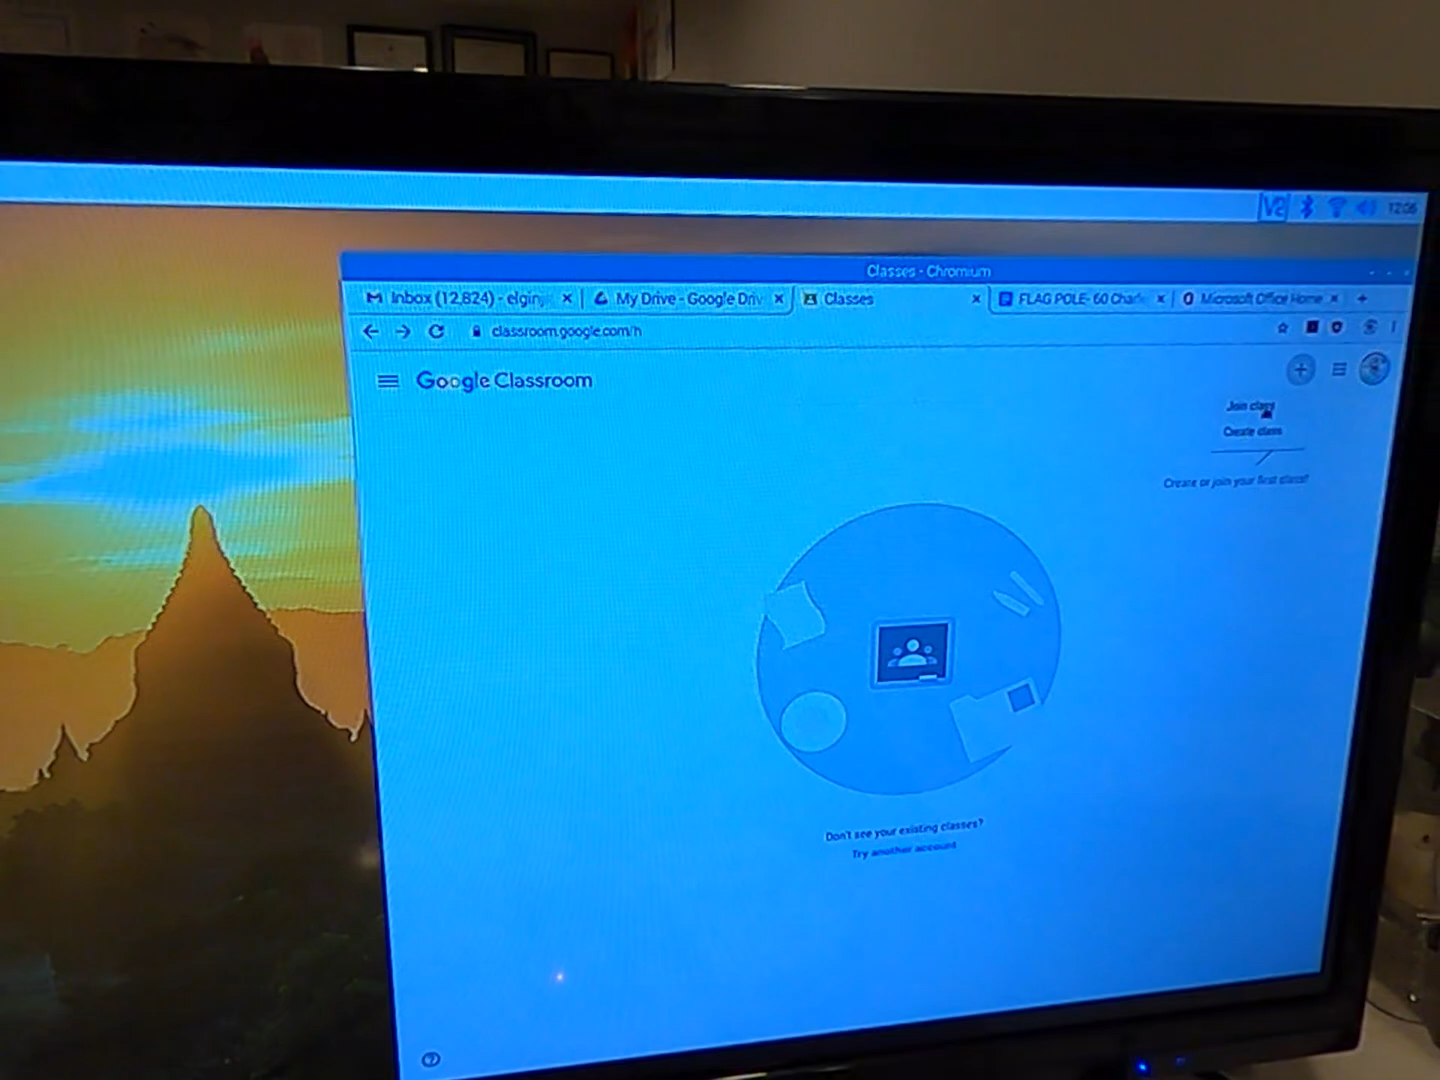 V2 12:06
Classes - Chromium
Inbox (12,824) - elgin
My Drive - Google Driv
Classes
FLAG POLE- 60 Charl
Microsoft Office Home
classroom.google.com/h
Google Classroom
Join class
Create class
Create or join your first class!
Don't see your existing classes?
Try another account